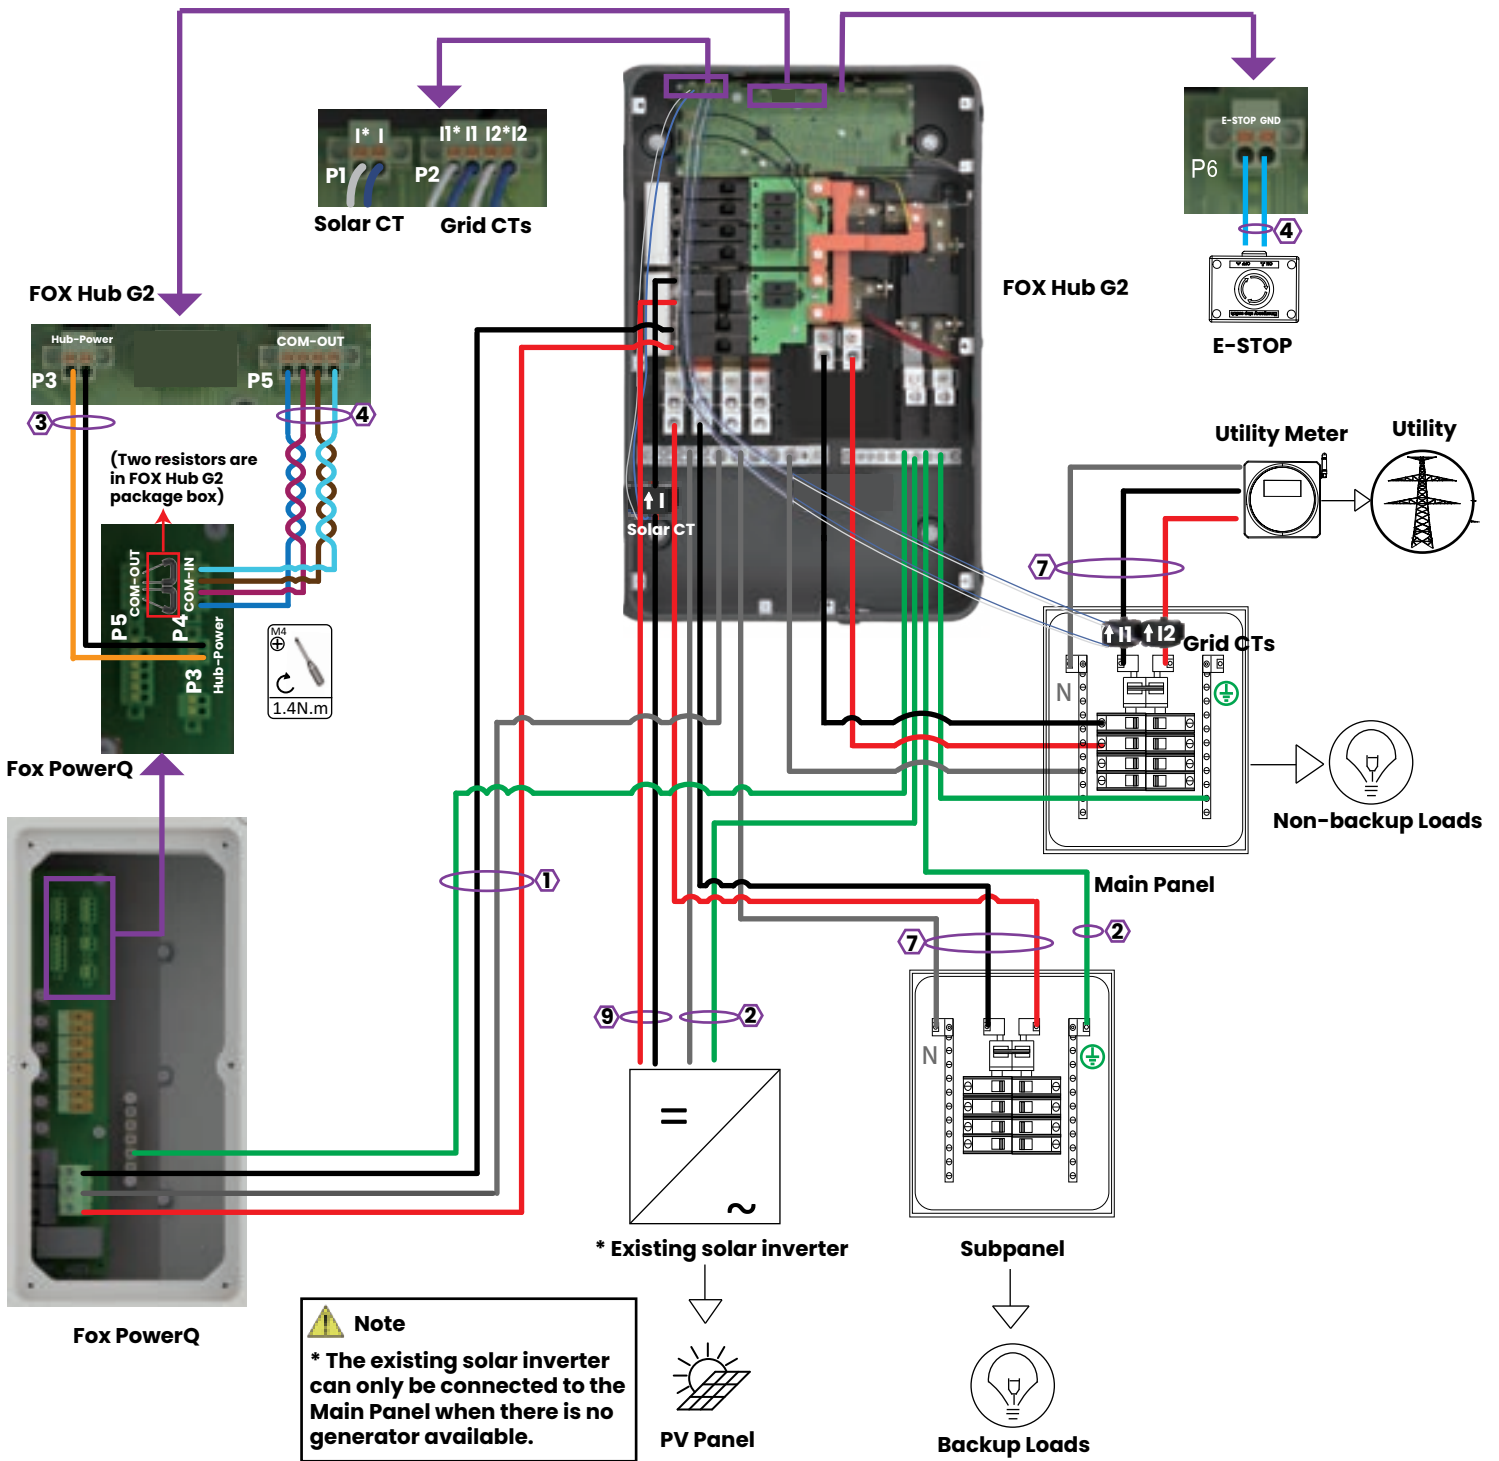 I* I
I1* I1 I2* I2
P1
P2
Solar CT
Grid CTs
E-STOP GND
P6
4
E-STOP
FOX Hub G2
FOX Hub G2
Hub-Power
COM-OUT
P3
P5
3
4
(Two resistors are
in FOX Hub G2
package box)
COM-OUT
COM-IN
P5
P4
Hub-Power
P3
M4
1.4N.m
Fox PowerQ
I
Solar CT
Utility Meter
Utility
7
I1
I2
Grid CTs
N
Non-backup Loads
Main Panel
1
2
7
9
2
N
=
~
* Existing solar inverter
Subpanel
Fox PowerQ
Note
* The existing solar inverter
can only be connected to the
Main Panel when there is no
generator available.
PV Panel
Backup Loads